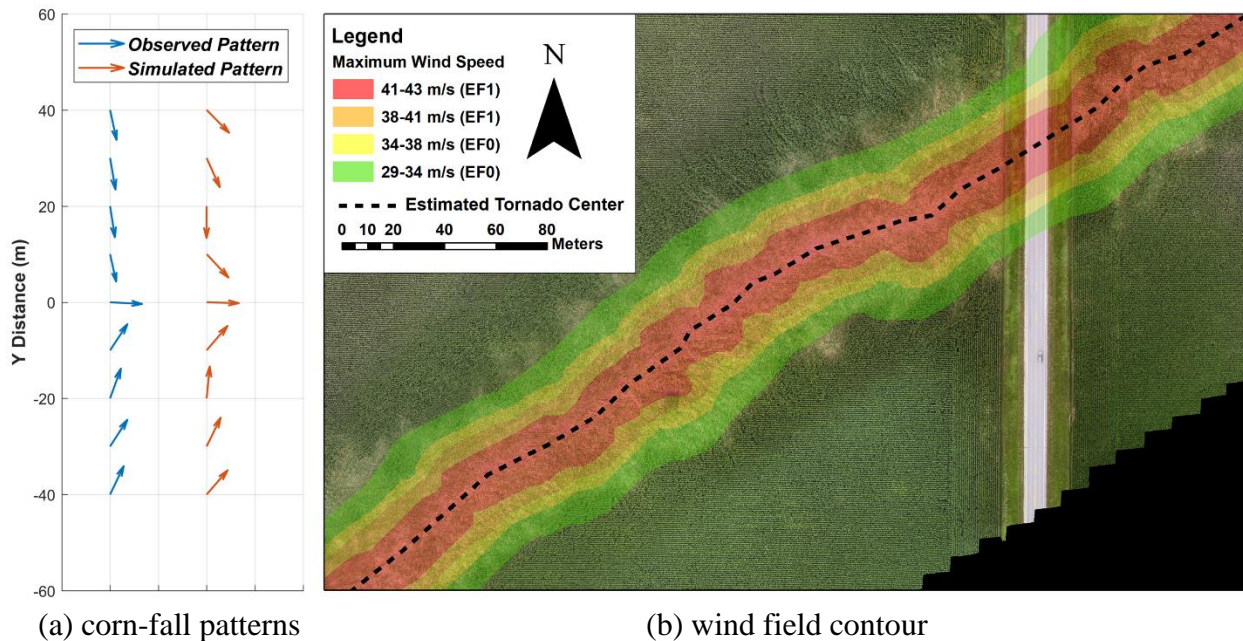 60
40
20
0
-20
-40
-60
Y Distance (m)
Observed Pattern
Simulated Pattern
Legend
Maximum Wind Speed
41-43 m/s (EF1)
38-41 m/s (EF1)
34-38 m/s (EF0)
29-34 m/s (EF0)
Estimated Tornado Center
0 10 20 40 60 80
Meters
N
(a) corn-fall patterns
(b) wind field contour